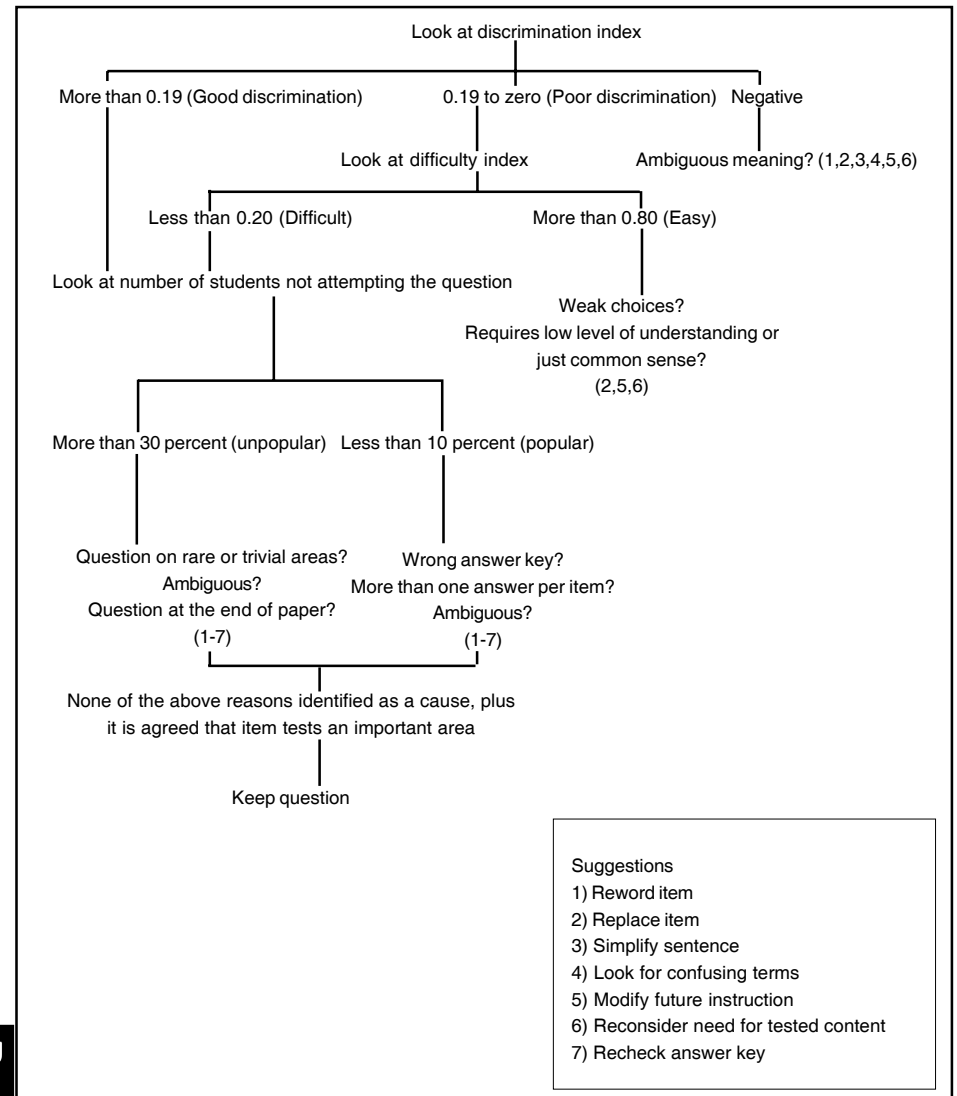 Look at discrimination index
More than 0.19 (Good discrimination)
0.19 to zero (Poor discrimination)
Negative
Look at difficulty index
Ambiguous meaning? (1,2,3,4,5,6)
Less than 0.20 (Difficult)
More than 0.80 (Easy)
Look at number of students not attempting the question
Weak choices?
Requires low level of understanding or
just common sense?
(2,5,6)
More than 30 percent (unpopular)
Less than 10 percent (popular)
Question on rare or trivial areas?
Ambiguous?
Question at the end of paper?
(1-7)
Wrong answer key?
More than one answer per item?
Ambiguous?
(1-7)
None of the above reasons identified as a cause, plus
it is agreed that item tests an important area
Keep question
Suggestions
1) Reword item
2) Replace item
3) Simplify sentence
4) Look for confusing terms
5) Modify future instruction
6) Reconsider need for tested content
7) Recheck answer key